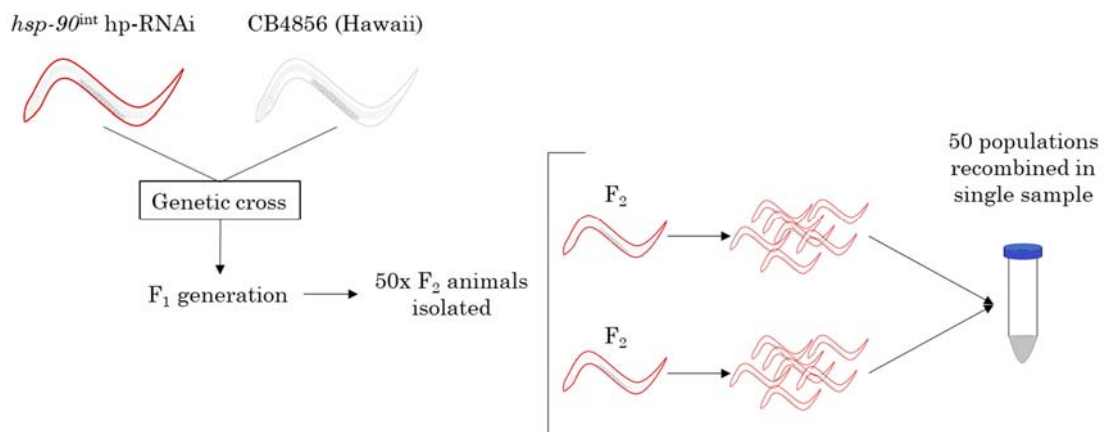 hsp-90ⁱⁿᵗ hp-RNAi
CB4856 (Hawaii)
Genetic cross
F₁ generation
50x F₂ animals
isolated
F₂
F₂
50 populations
recombined in
single sample